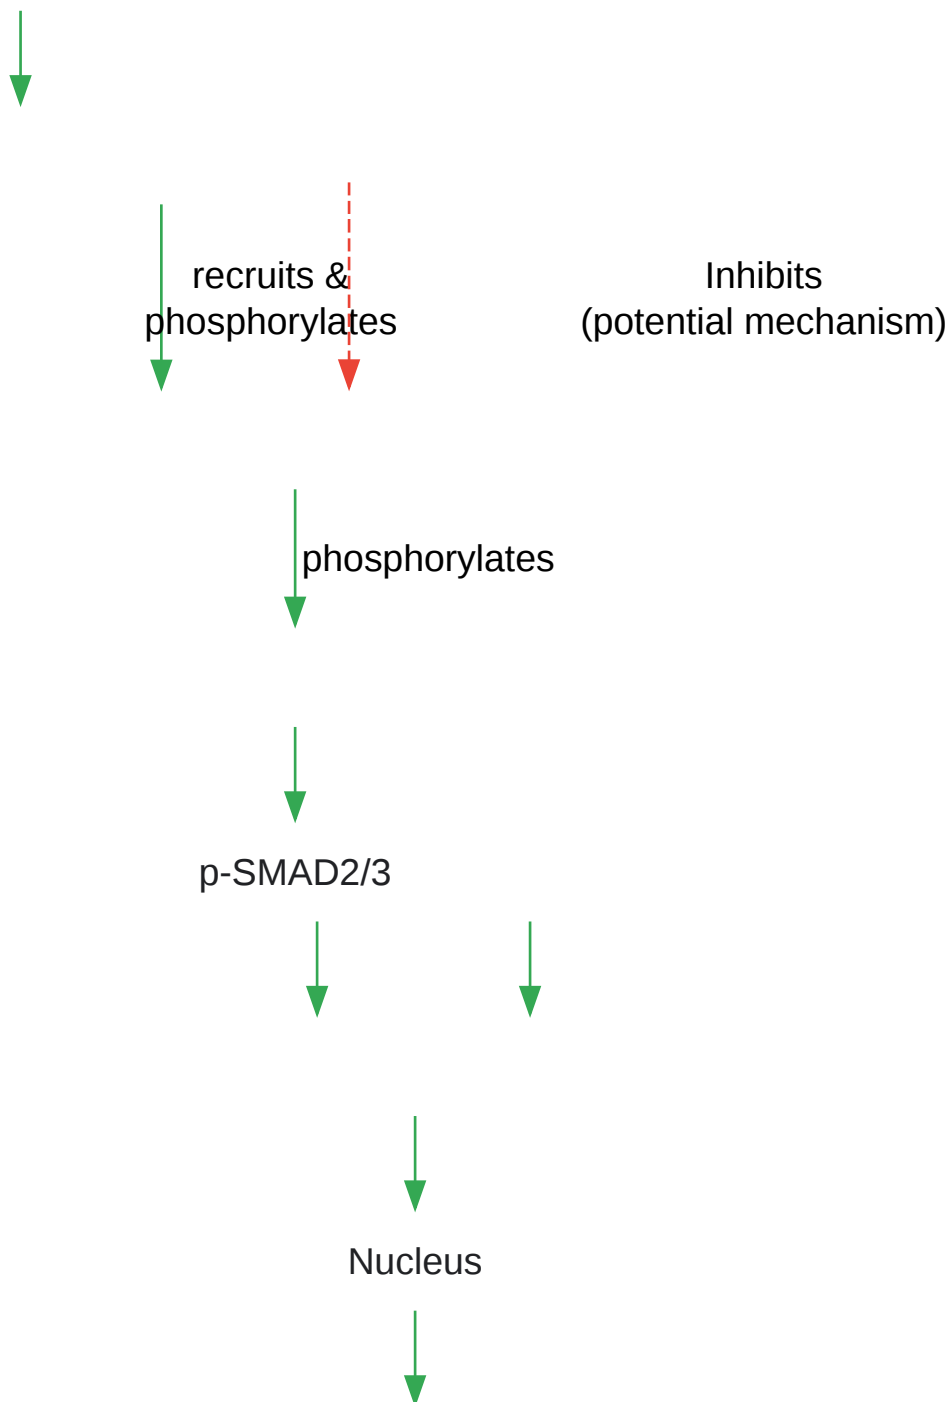 recruits &
phosphorylates
Inhibits
(potential mechanism)
phosphorylates
p-SMAD2/3
Nucleus